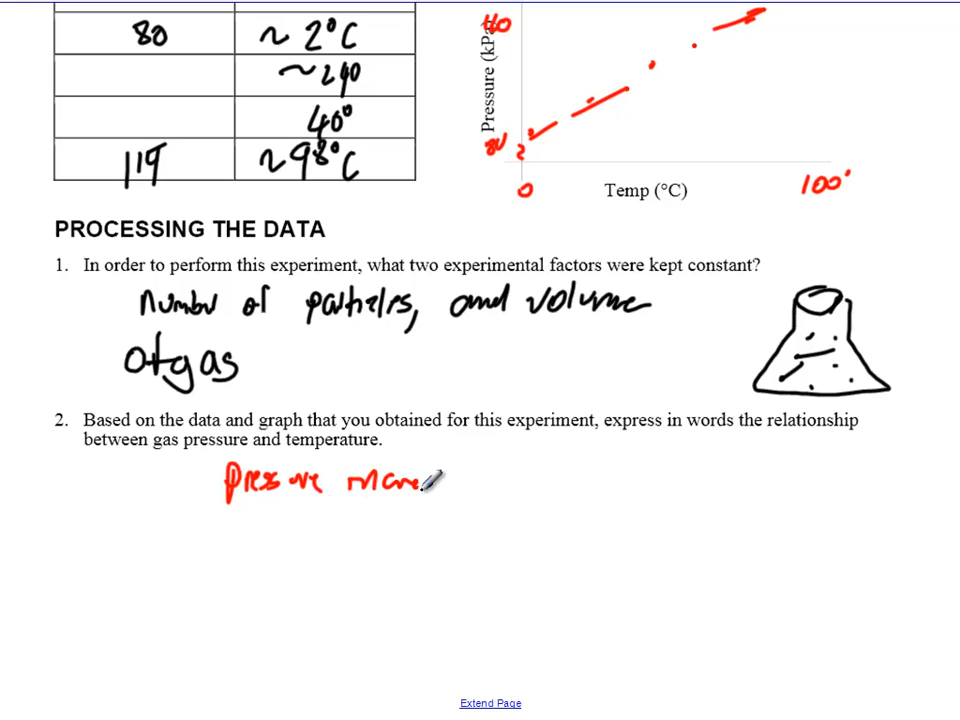 80 ~ 2°C
~240
40°
119 ~98°C
Pressure (kPa)
80
0
Temp (°C)
100°
PROCESSING THE DATA
1. In order to perform this experiment, what two experimental factors were kept constant?
Number of particles, and volume
of gas
2. Based on the data and graph that you obtained for this experiment, express in words the relationship
between gas pressure and temperature.
Pressure
Extend Page